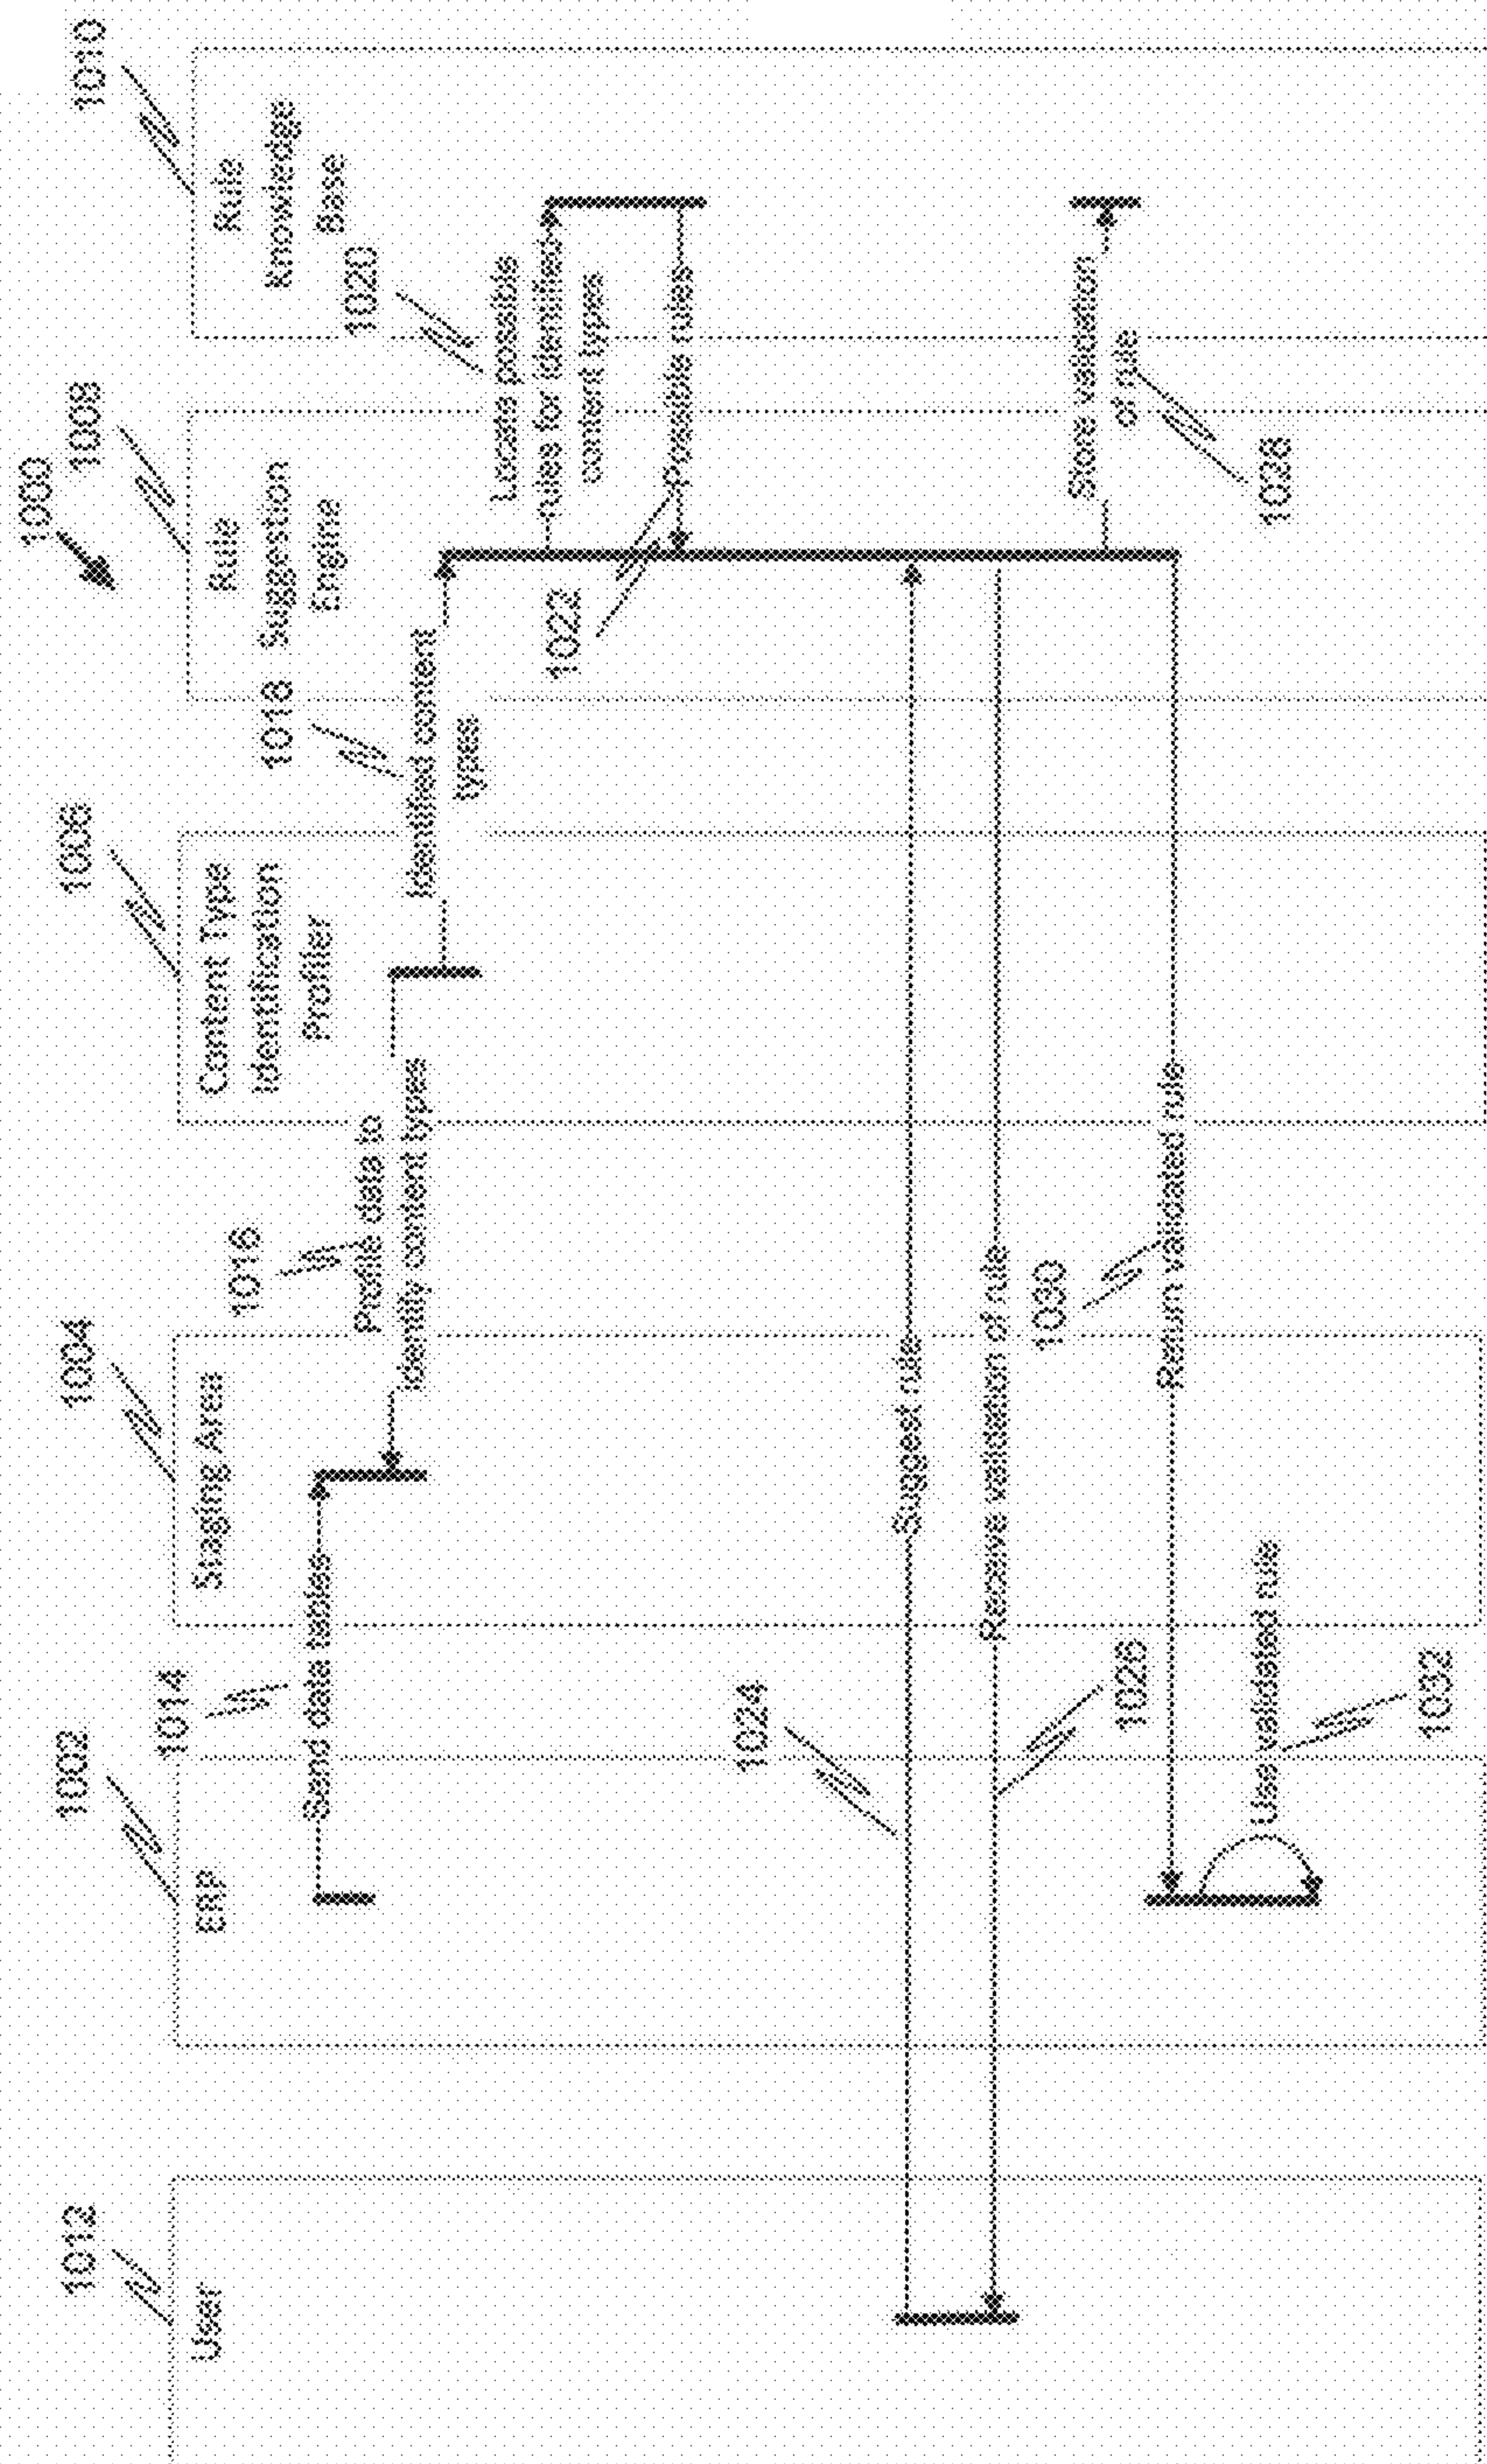 1000
1012
User
1002
ERP
1004
Staging Area
1006
Content Type
Identification
Profiler
1008
Rule
Suggestion
Engine
1010
Rule
Knowledge
Base
1014
Send data tables
1016
Profile data to
identify content types
1018
Identified content
types
1020
Locate possible
rules for identified
content types
Possible rules
1022
1024
Suggest rule
Receive validation of rule
1026
Store validation
of rule
1028
1030
Return validated rule
Use validated rule
1032